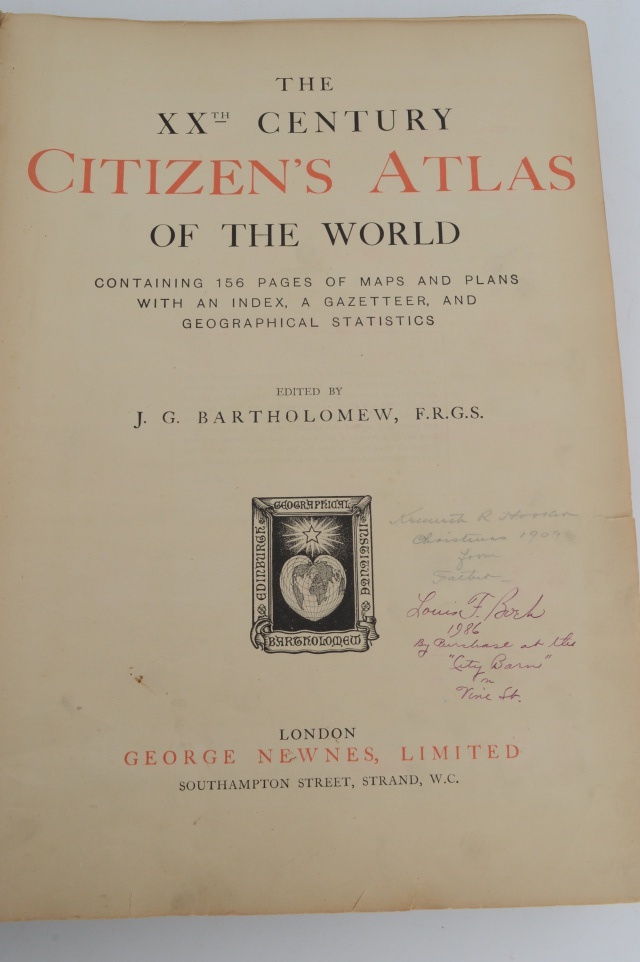 THE
XXTH CENTURY
CITIZEN'S ATLAS
OF THE WORLD
CONTAINING 156 PAGES OF MAPS AND PLANS
WITH AN INDEX, A GAZETTEER, AND
GEOGRAPHICAL STATISTICS
EDITED BY
J. G. BARTHOLOMEW, F.R.G.S.
GEOGRAPHICAL
EDINBURGH
INSTITUTE
BARTHOLOMEW
Kenneth R
Christmas
from
Father
Louis F.
1986
By Purchase at the
"City Barn"
on
Vine St.
LONDON
GEORGE NEWNES, LIMITED
SOUTHAMPTON STREET, STRAND, W.C.